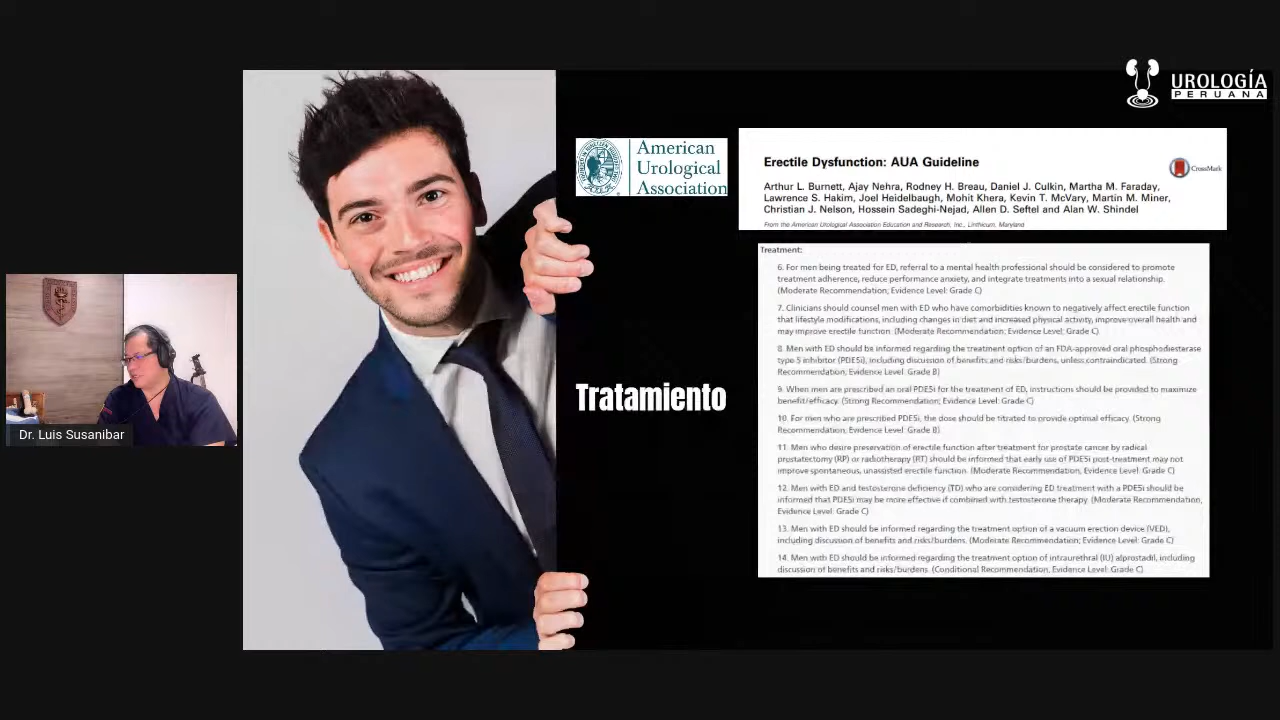 UROLOGÍA
PERUANA
American
Urological
Association
Erectile Dysfunction: AUA Guideline
CrossMark
Arthur L. Burnett, Ajay Nehra, Rodney H. Breau, Daniel J. Culkin, Martha M. Faraday,
Lawrence S. Hakim, Joel Heidelbaugh, Mohit Khera, Kevin T. McVary, Martin M. Miner,
Christian J. Nelson, Hossein Sadeghi-Nejad, Allen D. Seftel and Alan W. Shindel
From the American Urological Association Education and Research, Inc., Linthicum, Maryland
Treatment:
6. For men being treated for ED, referral to a mental health professional should be considered to promote
treatment adherence, reduce performance anxiety, and integrate treatments into a sexual relationship.
(Moderate Recommendation; Evidence Level: Grade C)
7. Clinicians should counsel men with ED who have comorbidities known to negatively affect erectile function
that lifestyle modifications, including changes in diet and increased physical activity, improve overall health and
may improve erectile function. (Moderate Recommendation; Evidence Level: Grade C)
8. Men with ED should be informed regarding the treatment option of an FDA-approved oral phosphodiesterase
type 5 inhibitor (PDE5i), including discussion of benefits and risks/burdens, unless contraindicated. (Strong
Recommendation; Evidence Level: Grade B)
9. When men are prescribed an oral PDE5i for the treatment of ED, instructions should be provided to maximize
benefit/efficacy. (Strong Recommendation; Evidence Level: Grade C)
10. For men who are prescribed PDE5i, the dose should be titrated to provide optimal efficacy. (Strong
Recommendation; Evidence Level: Grade B)
11. Men who desire preservation of erectile function after treatment for prostate cancer by radical
prostatectomy (RP) or radiotherapy (RT) should be informed that early use of PDE5i post-treatment may not
improve spontaneous, unassisted erectile function. (Moderate Recommendation; Evidence Level: Grade C)
12. Men with ED and testosterone deficiency (TD) who are considering ED treatment with a PDE5i should be
informed that PDE5i may be more effective if combined with testosterone therapy. (Moderate Recommendation;
Evidence Level: Grade C)
13. Men with ED should be informed regarding the treatment option of a vacuum erection device (VED),
including discussion of benefits and risks/burdens. (Moderate Recommendation; Evidence Level: Grade C)
14. Men with ED should be informed regarding the treatment option of intraurethral (IU) alprostadil, including
discussion of benefits and risks/burdens. (Conditional Recommendation; Evidence Level: Grade C)
Tratamiento
Dr. Luis Susanibar